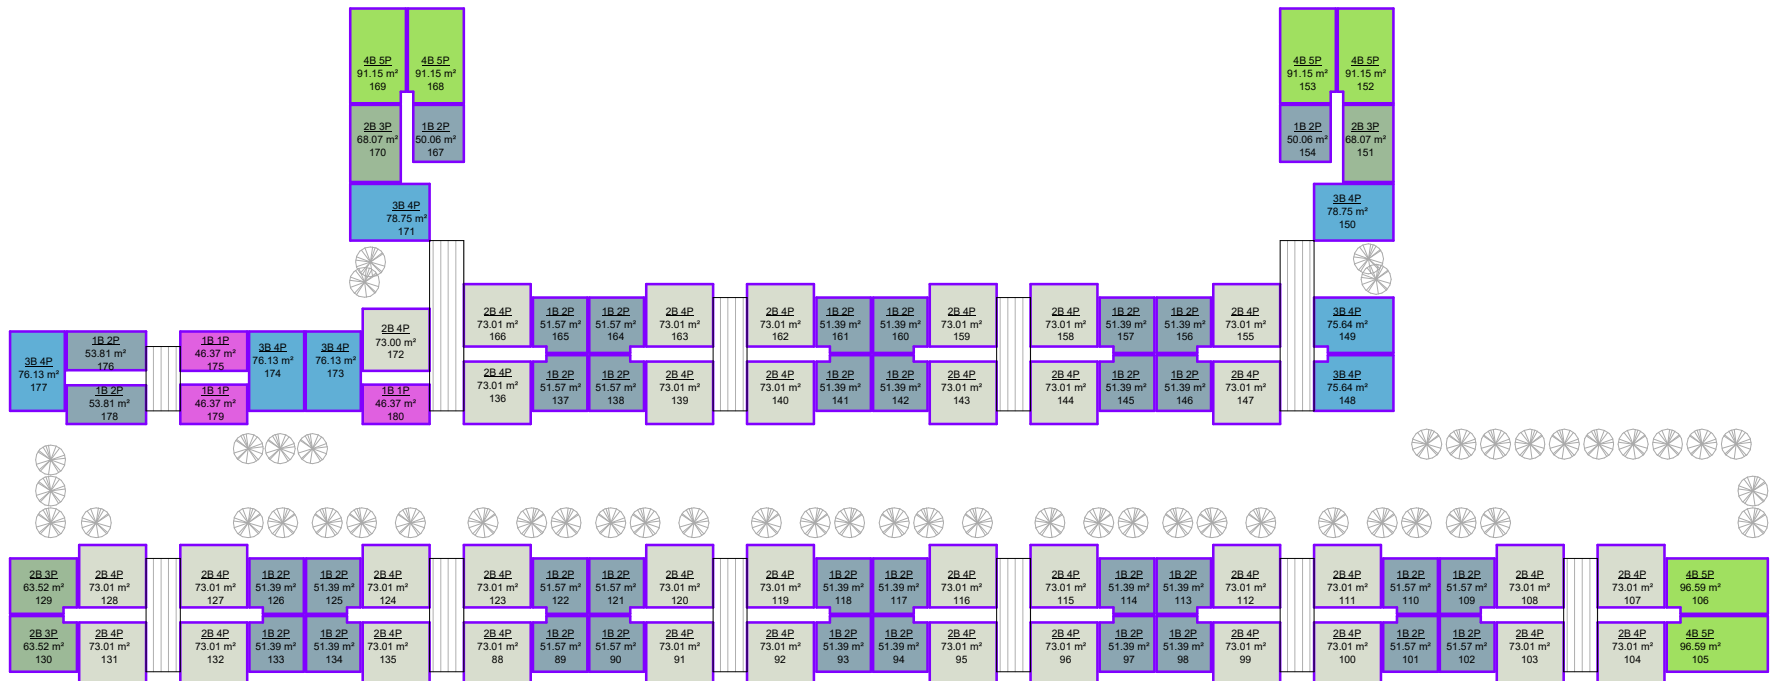 4B 5P
91.15 m²
169
4B 5P
91.15 m²
168
4B 5P
91.15 m²
153
4B 5P
91.15 m²
152
2B 3P
68.07 m²
170
1B 2P
50.06 m²
167
1B 2P
50.06 m²
154
2B 3P
68.07 m²
151
3B 4P
78.75 m²
171
3B 4P
78.75 m²
150
3B 4P
76.13 m²
177
1B 2P
53.81 m²
176
1B 1P
46.37 m²
175
3B 4P
76.13 m²
174
3B 4P
76.13 m²
173
2B 4P
73.00 m²
172
2B 4P
73.01 m²
166
1B 2P
51.57 m²
165
1B 2P
51.57 m²
164
2B 4P
73.01 m²
163
2B 4P
73.01 m²
162
1B 2P
51.39 m²
161
1B 2P
51.39 m²
160
2B 4P
73.01 m²
159
2B 4P
73.01 m²
158
1B 2P
51.39 m²
157
1B 2P
51.39 m²
156
2B 4P
73.01 m²
155
3B 4P
75.64 m²
149
1B 2P
53.81 m²
178
1B 1P
46.37 m²
179
1B 1P
46.37 m²
180
2B 4P
73.01 m²
136
1B 2P
51.57 m²
137
1B 2P
51.57 m²
138
2B 4P
73.01 m²
139
2B 4P
73.01 m²
140
1B 2P
51.39 m²
141
1B 2P
51.39 m²
142
2B 4P
73.01 m²
143
2B 4P
73.01 m²
144
1B 2P
51.39 m²
145
1B 2P
51.39 m²
146
2B 4P
73.01 m²
147
3B 4P
75.64 m²
148
2B 3P
63.52 m²
129
2B 4P
73.01 m²
128
2B 4P
73.01 m²
127
1B 2P
51.39 m²
126
1B 2P
51.39 m²
125
2B 4P
73.01 m²
124
2B 4P
73.01 m²
123
1B 2P
51.57 m²
122
1B 2P
51.57 m²
121
2B 4P
73.01 m²
120
2B 4P
73.01 m²
119
1B 2P
51.39 m²
118
1B 2P
51.39 m²
117
2B 4P
73.01 m²
116
2B 4P
73.01 m²
115
1B 2P
51.39 m²
114
1B 2P
51.39 m²
113
2B 4P
73.01 m²
112
2B 4P
73.01 m²
111
1B 2P
51.57 m²
110
1B 2P
51.57 m²
109
2B 4P
73.01 m²
108
2B 4P
73.01 m²
107
4B 5P
96.59 m²
106
2B 3P
63.52 m²
130
2B 4P
73.01 m²
131
2B 4P
73.01 m²
132
1B 2P
51.39 m²
133
1B 2P
51.39 m²
134
2B 4P
73.01 m²
135
2B 4P
73.01 m²
88
1B 2P
51.57 m²
89
1B 2P
51.57 m²
90
2B 4P
73.01 m²
91
2B 4P
73.01 m²
92
1B 2P
51.39 m²
93
1B 2P
51.39 m²
94
2B 4P
73.01 m²
95
2B 4P
73.01 m²
96
1B 2P
51.39 m²
97
1B 2P
51.39 m²
98
2B 4P
73.01 m²
99
2B 4P
73.01 m²
100
1B 2P
51.57 m²
101
1B 2P
51.57 m²
102
2B 4P
73.01 m²
103
2B 4P
73.01 m²
104
4B 5P
96.59 m²
105